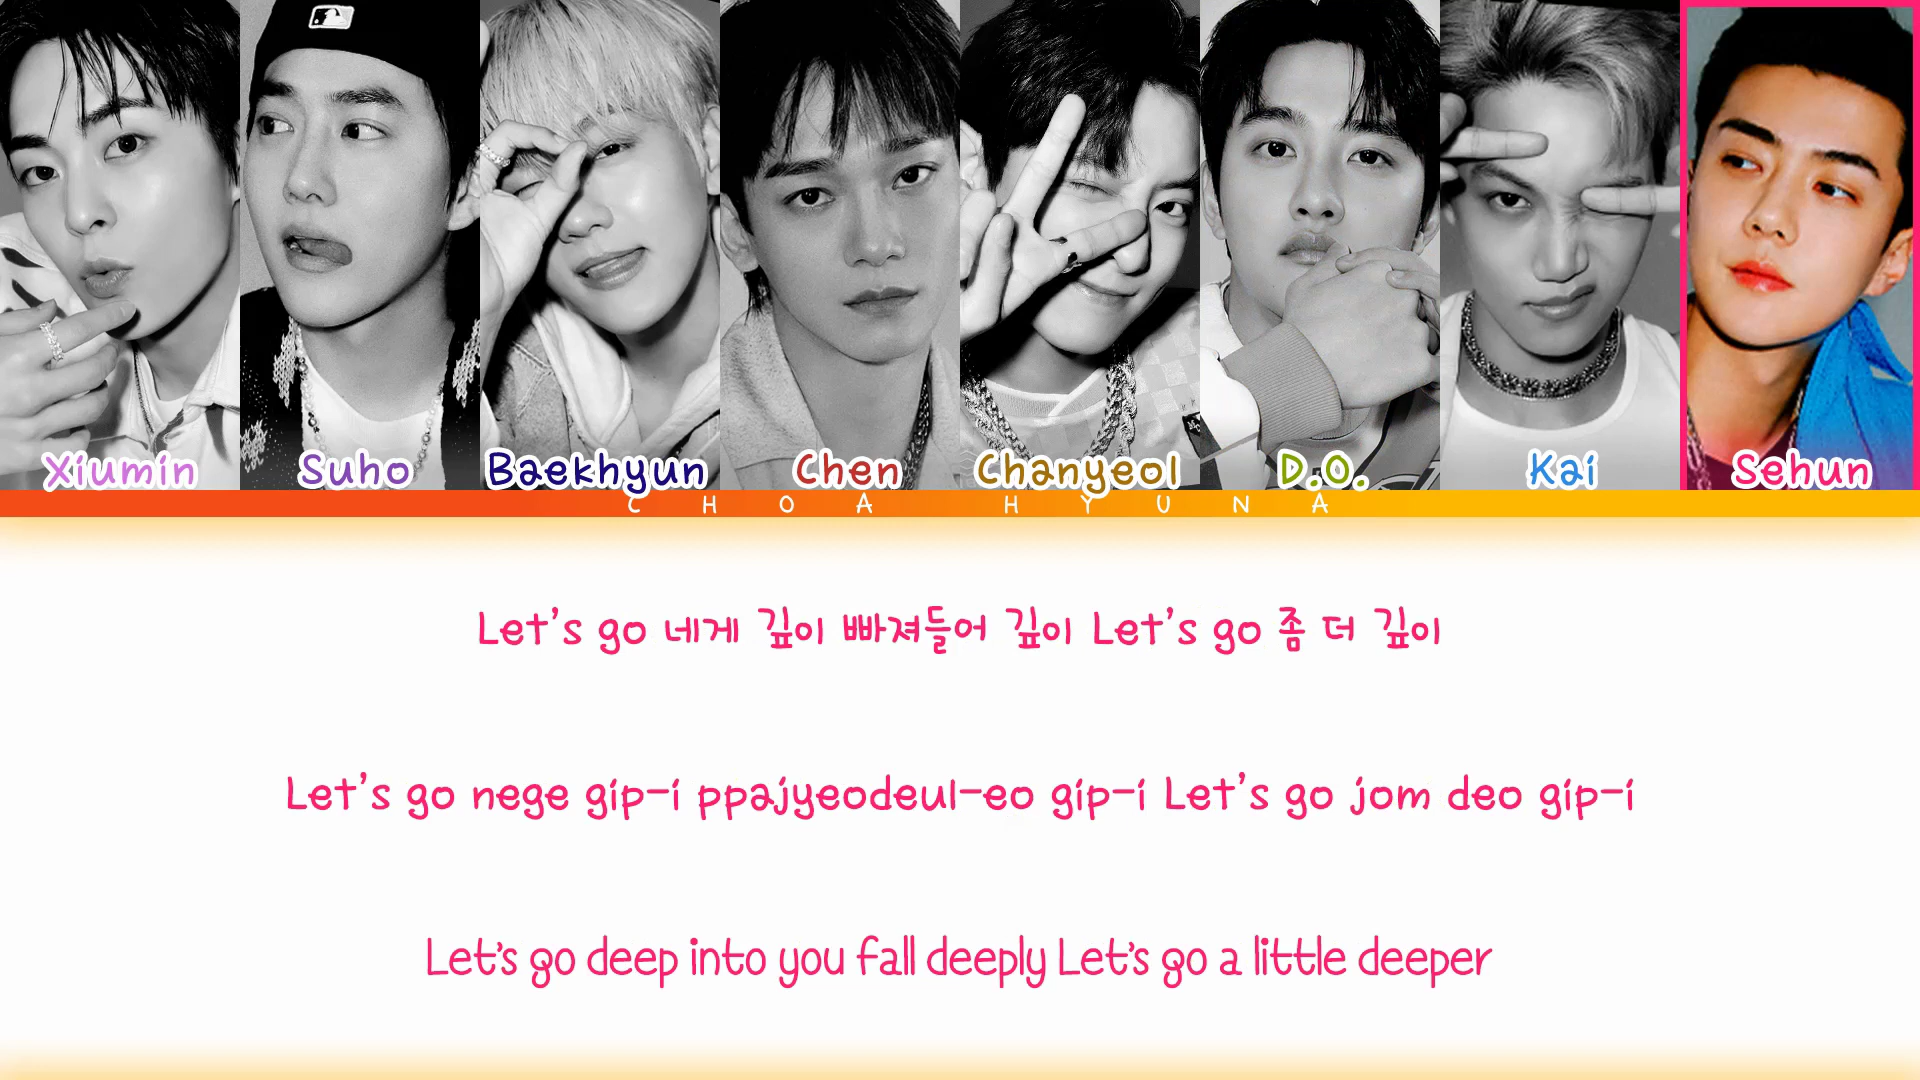 Xiumin Suho Baekhyun Chen Chanyeol D.O. Kai Sehun
CHOA HYUNA
Let's go 네게 깊이 빠져들어 깊이 Let's go 좀 더 깊이
Let's go nege gip-i ppajyeodeul-eo gip-i Let's go jom deo gip-i
Let's go deep into you fall deeply Let's go a little deeper